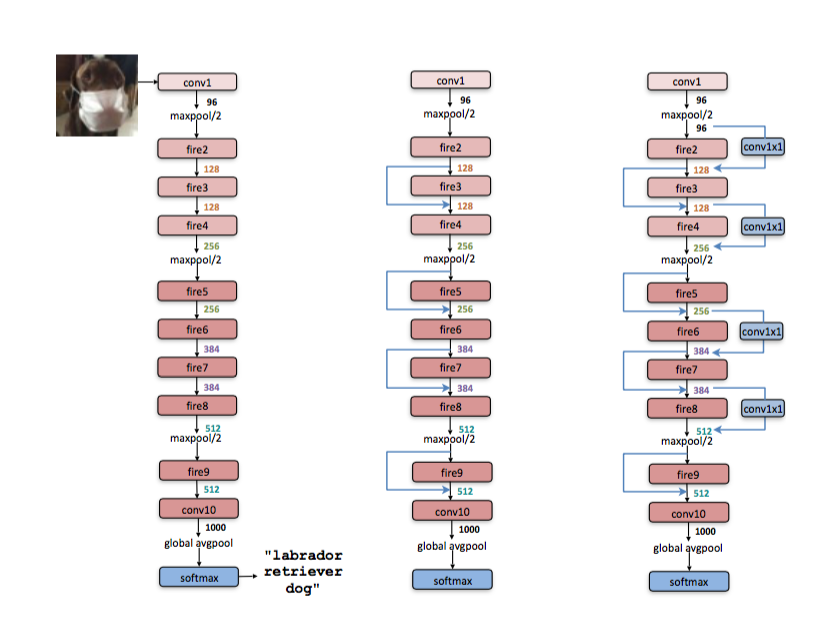 conv1
96
maxpool/2
fire2
128
fire3
128
fire4
256
maxpool/2
fire5
256
fire6
384
fire7
384
fire8
512
maxpool/2
fire9
512
conv10
1000
global avgpool
softmax
"labrador
retriever
dog"
conv1
96
maxpool/2
fire2
128
fire3
128
fire4
256
maxpool/2
fire5
256
fire6
384
fire7
384
fire8
512
maxpool/2
fire9
512
conv10
1000
global avgpool
softmax
conv1
96
maxpool/2
96
conv1x1
fire2
128
fire3
128
conv1x1
fire4
256
maxpool/2
fire5
256
conv1x1
fire6
384
fire7
384
conv1x1
fire8
512
maxpool/2
fire9
512
conv10
1000
global avgpool
softmax